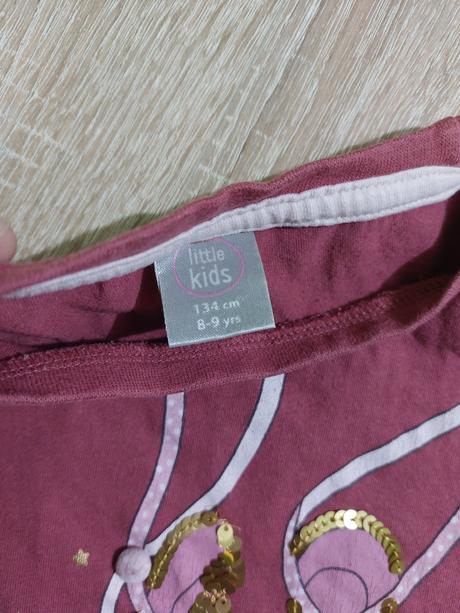 little
kids
134 cm
8-9 yrs